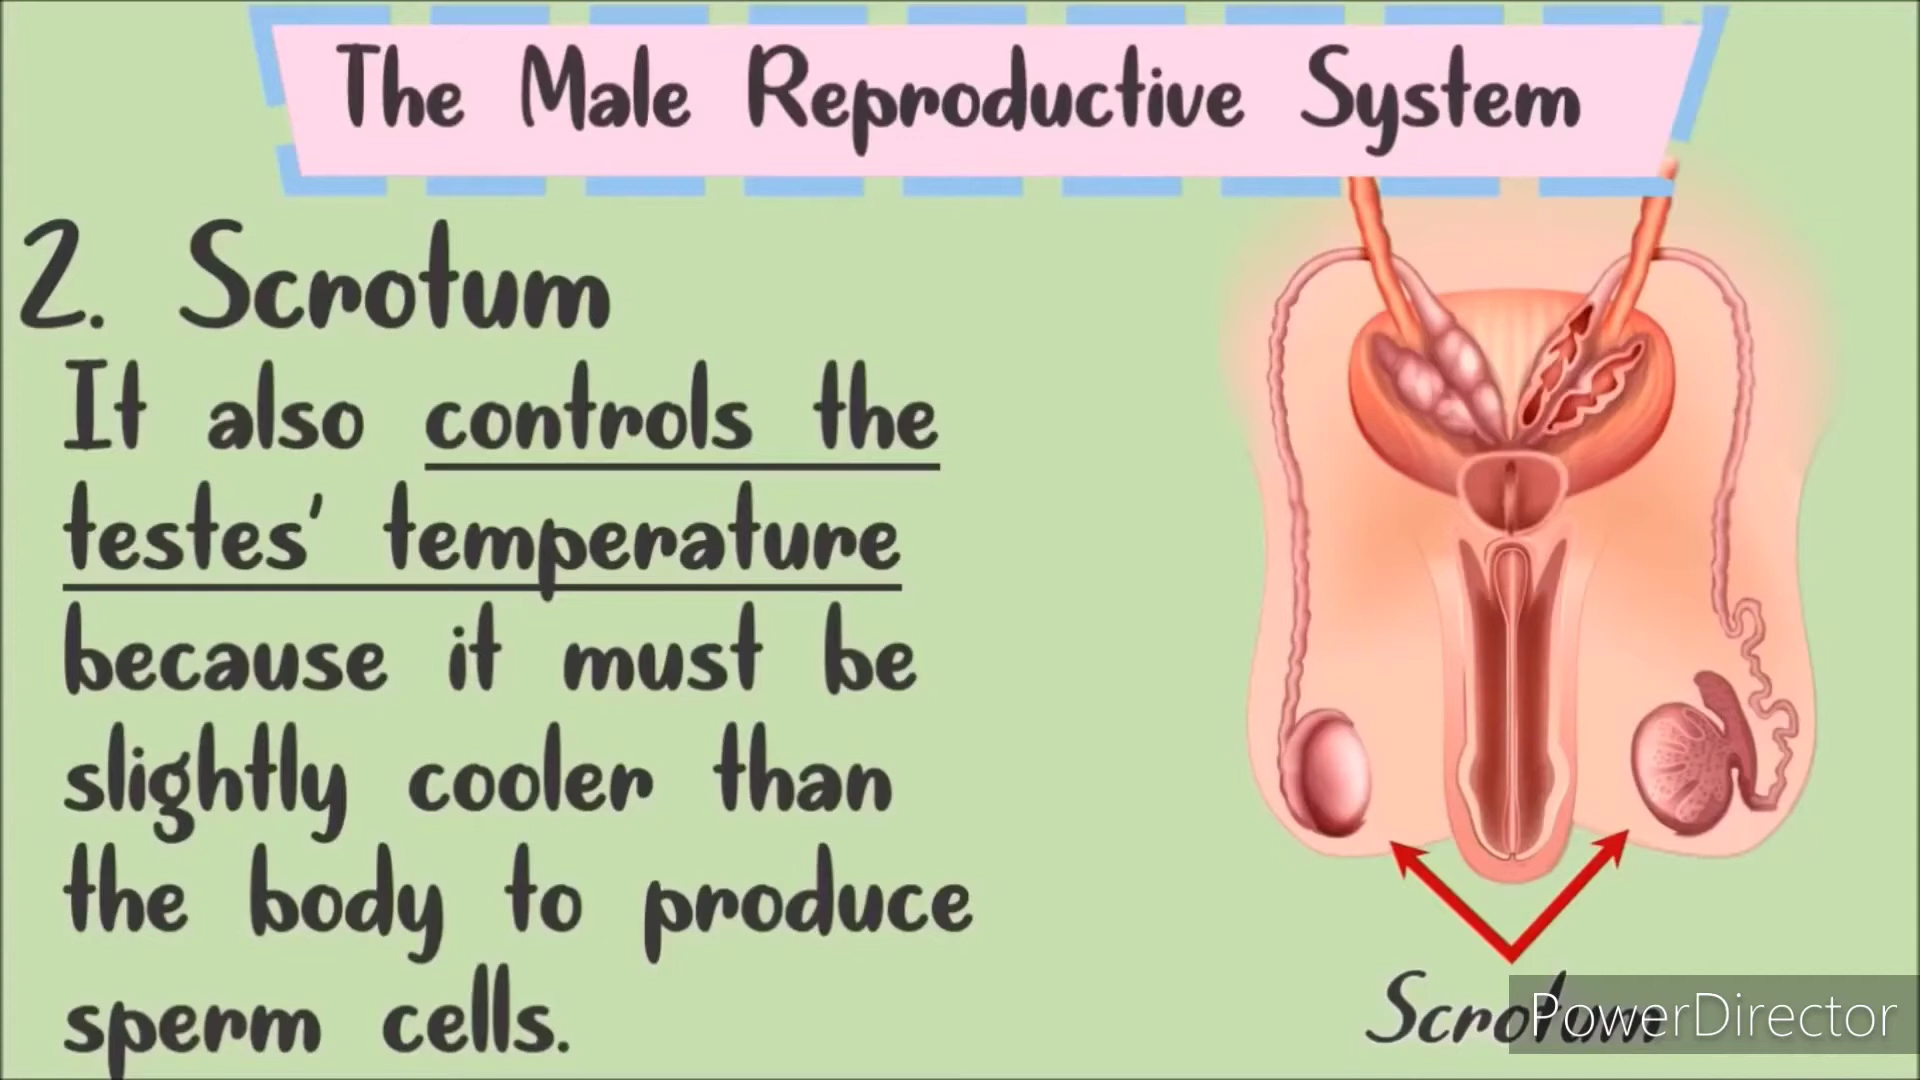 The Male Reproductive System
2. Scrotum
It also controls the
testes' temperature
because it must be
slightly cooler than
the body to produce
sperm cells.
Scrotum
PowerDirector